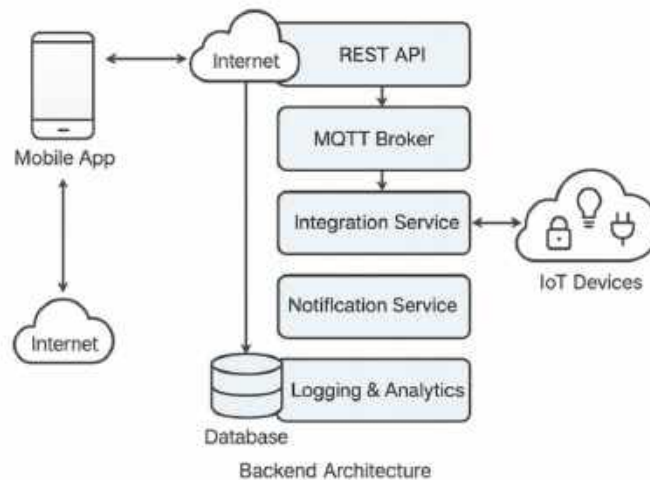 Internet
REST API
Mobile App
MQTT Broker
Integration Service
IoT Devices
Notification Service
Internet
Logging & Analytics
Database
Backend Architecture